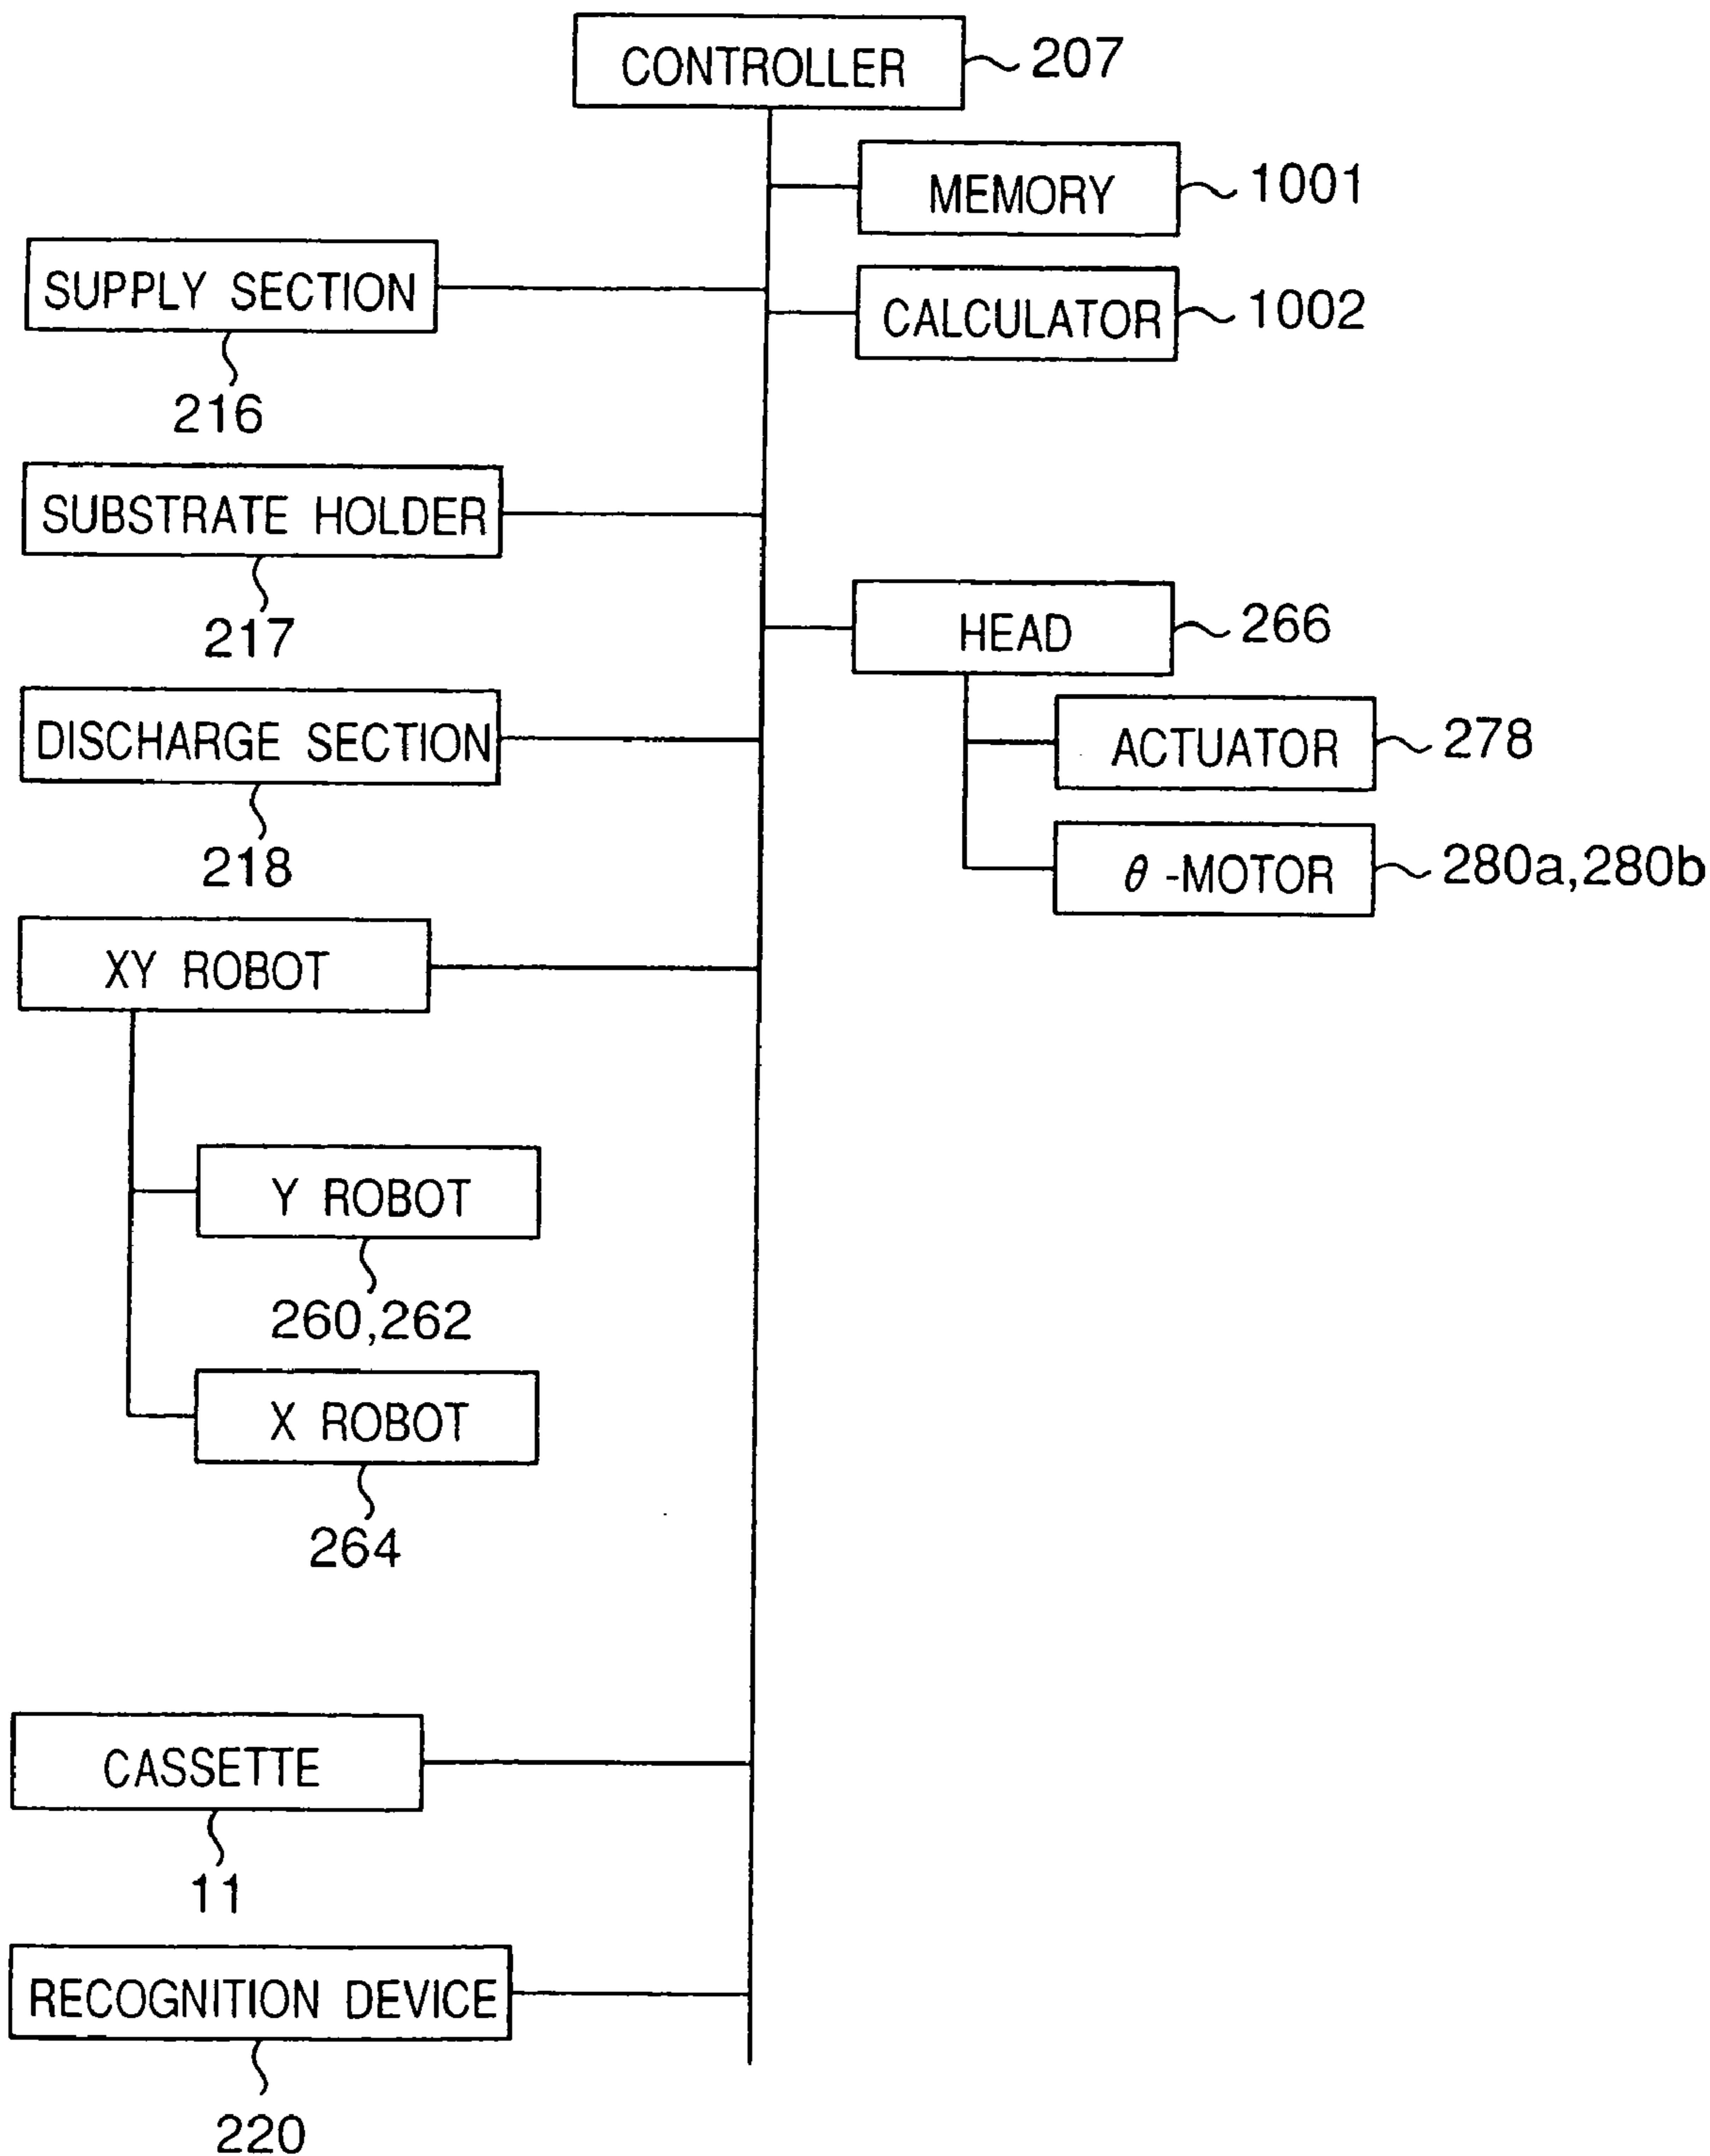 CONTROLLER 207
MEMORY 1001
SUPPLY SECTION
216
CALCULATOR 1002
SUBSTRATE HOLDER
217
HEAD 266
DISCHARGE SECTION
218
ACTUATOR 278
θ -MOTOR 280a,280b
XY ROBOT
Y ROBOT
260,262
X ROBOT
264
CASSETTE
11
RECOGNITION DEVICE
220